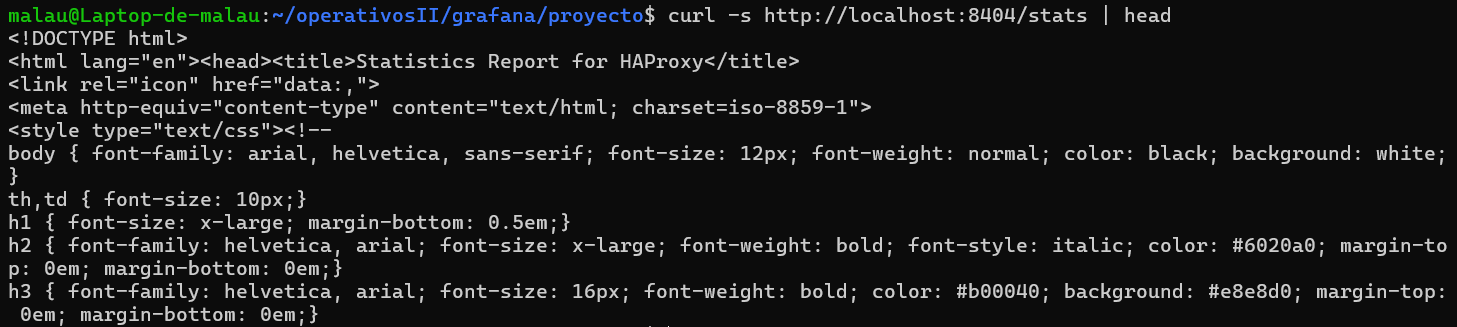 malau@Laptop-de-malau:~/operativosII/grafana/proyecto$ curl -s http://localhost:8404/stats | head
<!DOCTYPE html>
<html lang="en"><head><title>Statistics Report for HAProxy</title>
<link rel="icon" href="data:,">
<meta http-equiv="content-type" content="text/html; charset=iso-8859-1">
<style type="text/css"><!--
body { font-family: arial, helvetica, sans-serif; font-size: 12px; font-weight: normal; color: black; background: white;
}
th,td { font-size: 10px;}
h1 { font-size: x-large; margin-bottom: 0.5em;}
h2 { font-family: helvetica, arial; font-size: x-large; font-weight: bold; font-style: italic; color: #6020a0; margin-to
p: 0em; margin-bottom: 0em;}
h3 { font-family: helvetica, arial; font-size: 16px; font-weight: bold; color: #b00040; background: #e8e8d0; margin-top:
 0em; margin-bottom: 0em;}